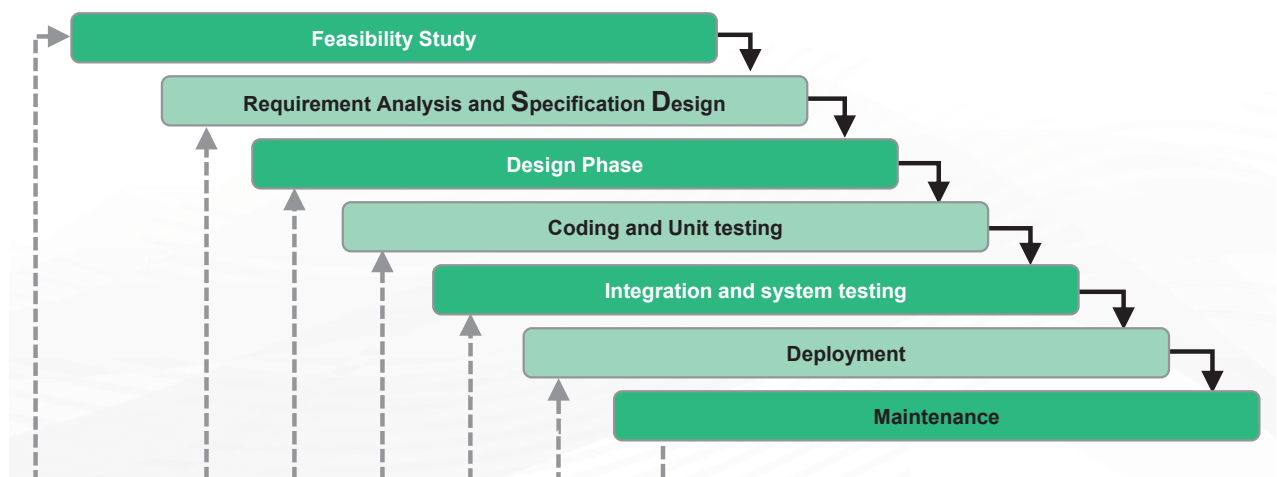 Feasibility Study
Requirement Analysis and Specification Design
Design Phase
Coding and Unit testing
Integration and system testing
Deployment
Maintenance